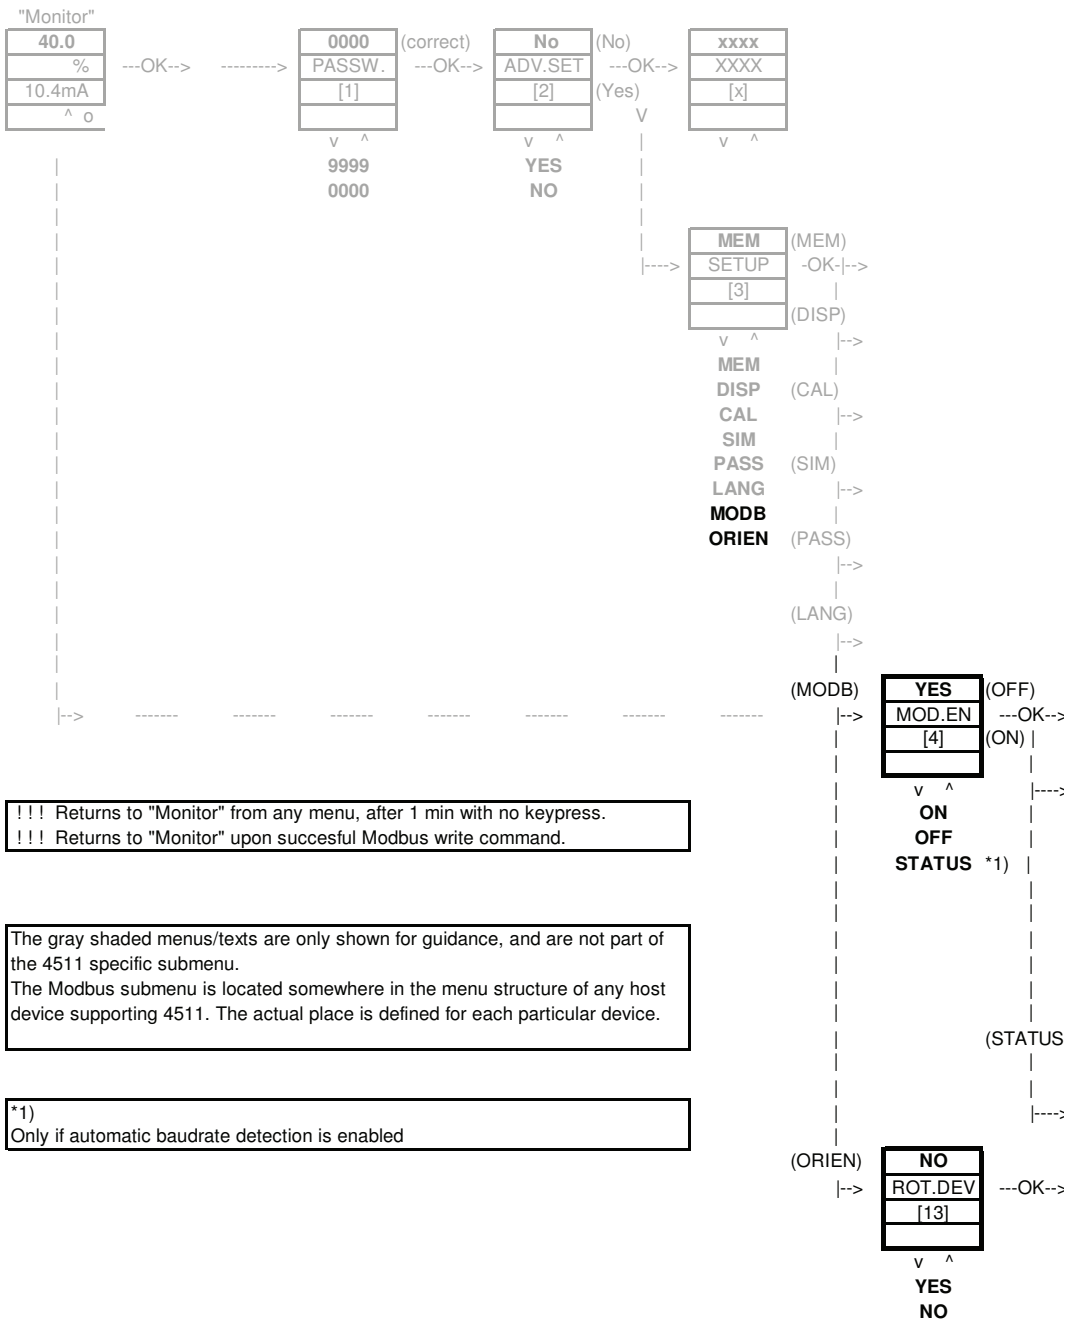 "Monitor"
40.0 0000 (correct) No (No) xxxx
% ---OK--> ---------> PASSW. ---OK--> ADV.SET ---OK--> XXXX
10.4mA [1] [2] (Yes) [x]
^ o V
v ^ v ^ | v ^
| 9999 YES |
| 0000 NO |
| |
| | MEM (MEM)
| |----> SETUP -OK-|-->
| [3] |
| (DISP)
| v ^ |-->
| MEM |
| DISP (CAL)
| CAL |-->
| SIM |
| PASS (SIM)
| LANG |-->
| MODB |
| ORIEN (PASS)
| |-->
| |
| (LANG)
| |-->
| |
| (MODB) YES (OFF)
|--> ------- ------- ------- ------- ------- ------- ------- |--> MOD.EN ---OK-->
| [4] (ON) |
| |
| v ^ |---->
! ! ! Returns to "Monitor" from any menu, after 1 min with no keypress. | ON |
! ! ! Returns to "Monitor" upon succesful Modbus write command. | OFF |
| STATUS *1) |
| |
| |
The gray shaded menus/texts are only shown for guidance, and are not part of | |
the 4511 specific submenu. | |
The Modbus submenu is located somewhere in the menu structure of any host | |
device supporting 4511. The actual place is defined for each particular device. | |
| (STATUS
| |
| |
*1) | |---->
Only if automatic baudrate detection is enabled |
(ORIEN) NO
|--> ROT.DEV ---OK-->
[13]
v ^
YES
NO